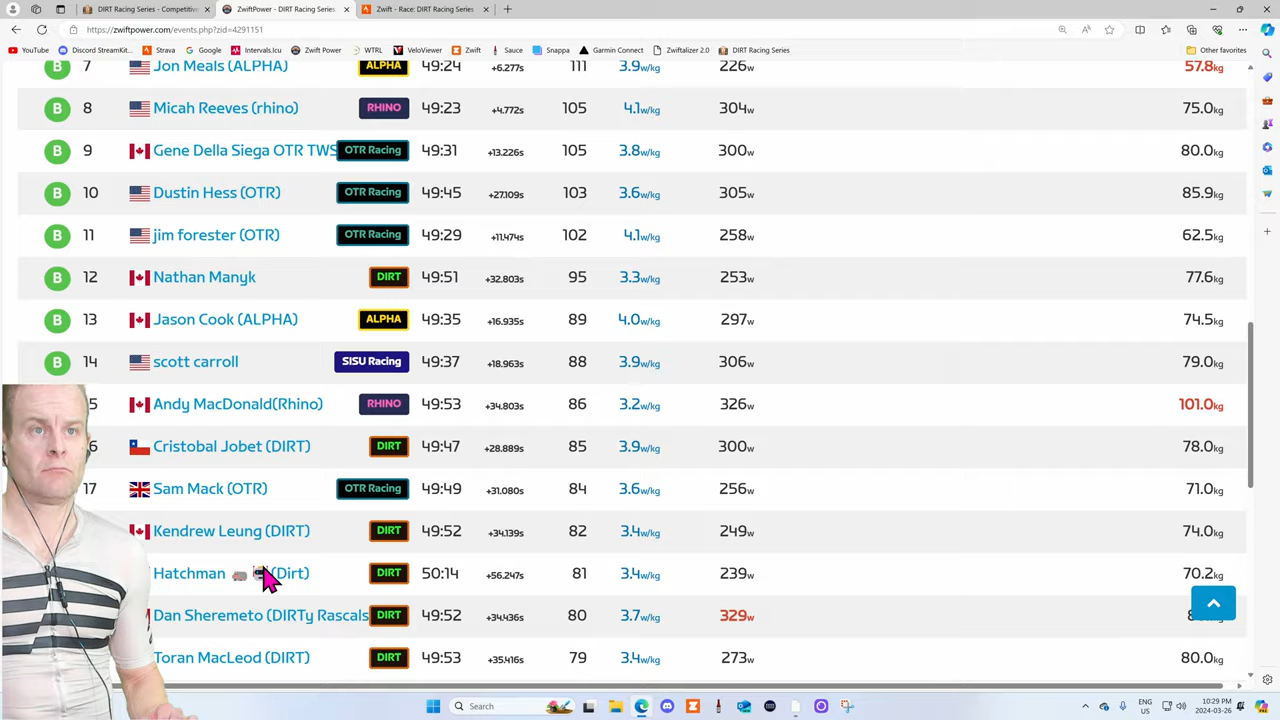 DIRT Racing Series - Competitive
ZwiftPower - DIRT Racing Series
Zwift - Race: DIRT Racing Series
https://zwiftpower.com/events.php?zid=4291151
YouTube Discord StreamKit... Strava Google Intervals.Icu Zwift Power WTRL VeloViewer Zwift Sauce Snappa Garmin Connect Zwiftalizer 2.0 DIRT Racing Series Other favorites
B 7 Jon Meals (ALPHA) ALPHA 49:24 +6.277s 111 3.9w/kg 226w 57.8kg
B 8 Micah Reeves (rhino) RHINO 49:23 +4.772s 105 4.1w/kg 304w 75.0kg
B 9 Gene Della Siega OTR TWS OTR Racing 49:31 +13.226s 105 3.8w/kg 300w 80.0kg
B 10 Dustin Hess (OTR) OTR Racing 49:45 +27.109s 103 3.6w/kg 305w 85.9kg
B 11 jim forester (OTR) OTR Racing 49:29 +11.474s 102 4.1w/kg 258w 62.5kg
B 12 Nathan Manyk DIRT 49:51 +32.803s 95 3.3w/kg 253w 77.6kg
B 13 Jason Cook (ALPHA) ALPHA 49:35 +16.935s 89 4.0w/kg 297w 74.5kg
B 14 scott carroll SISU Racing 49:37 +18.963s 88 3.9w/kg 306w 79.0kg
5 Andy MacDonald(Rhino) RHINO 49:53 +34.803s 86 3.2w/kg 326w 101.0kg
6 Cristobal Jobet (DIRT) DIRT 49:47 +28.889s 85 3.9w/kg 300w 78.0kg
17 Sam Mack (OTR) OTR Racing 49:49 +31.080s 84 3.6w/kg 256w 71.0kg
Kendrew Leung (DIRT) DIRT 49:52 +34.139s 82 3.4w/kg 249w 74.0kg
Hatchman (Dirt) DIRT 50:14 +56.247s 81 3.4w/kg 239w 70.2kg
Dan Sheremeto (DIRTy Rascals DIRT 49:52 +34.436s 80 3.7w/kg 329w
Toran MacLeod (DIRT) DIRT 49:53 +35.416s 79 3.4w/kg 273w 80.0kg
Search
ENG
US
10:29 PM
2024-03-26